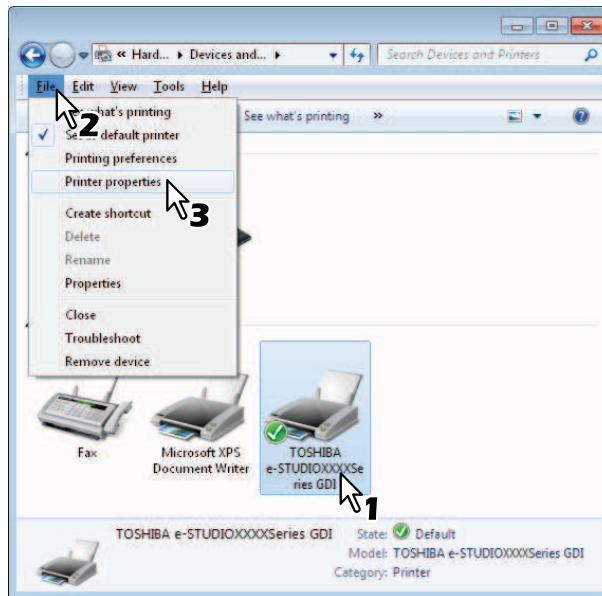 « Hard... ▸ Devices and... ▸
Search Devices and Printers
File Edit View Tools Help
2
See what's printing »
what's printing
default printer
Printing preferences
Printer properties
3
Create shortcut
Delete
Rename
Properties
Close
Troubleshoot
Remove device
Fax
Microsoft XPS
Document Writer
TOSHIBA
e-STUDIOXXXXSe
ries GDI
1
TOSHIBA e-STUDIOXXXXSeries GDI State: Default
Model: TOSHIBA e-STUDIOXXXXSeries GDI
Category: Printer